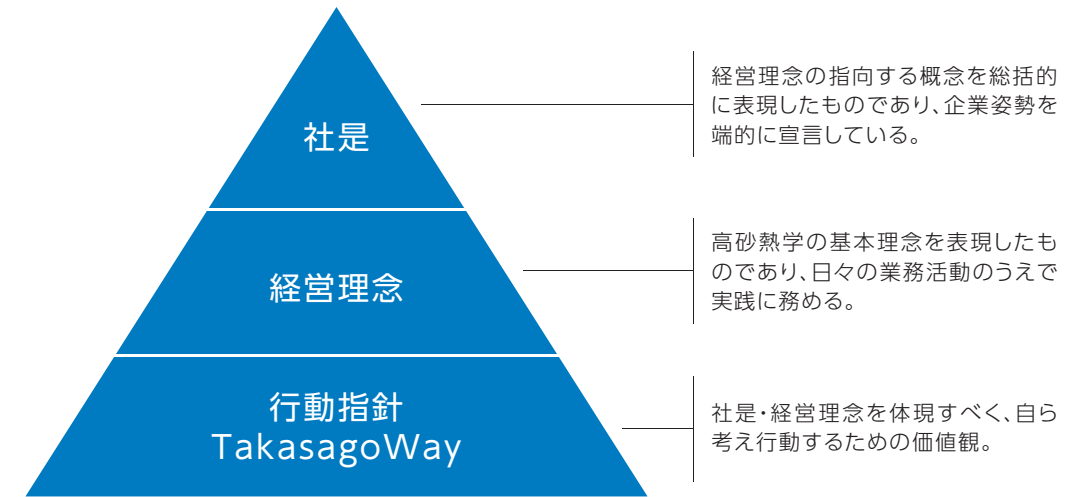 社是
経営理念の指向する概念を総括的
に表現したものであり、企業姿勢を
端的に宣言している。
経営理念
高砂熱学の基本理念を表現したも
のであり、日々の業務活動のうえで
実践に務める。
行動指針
TakasagoWay
社是・経営理念を体現すべく、自ら
考え行動するための価値観。